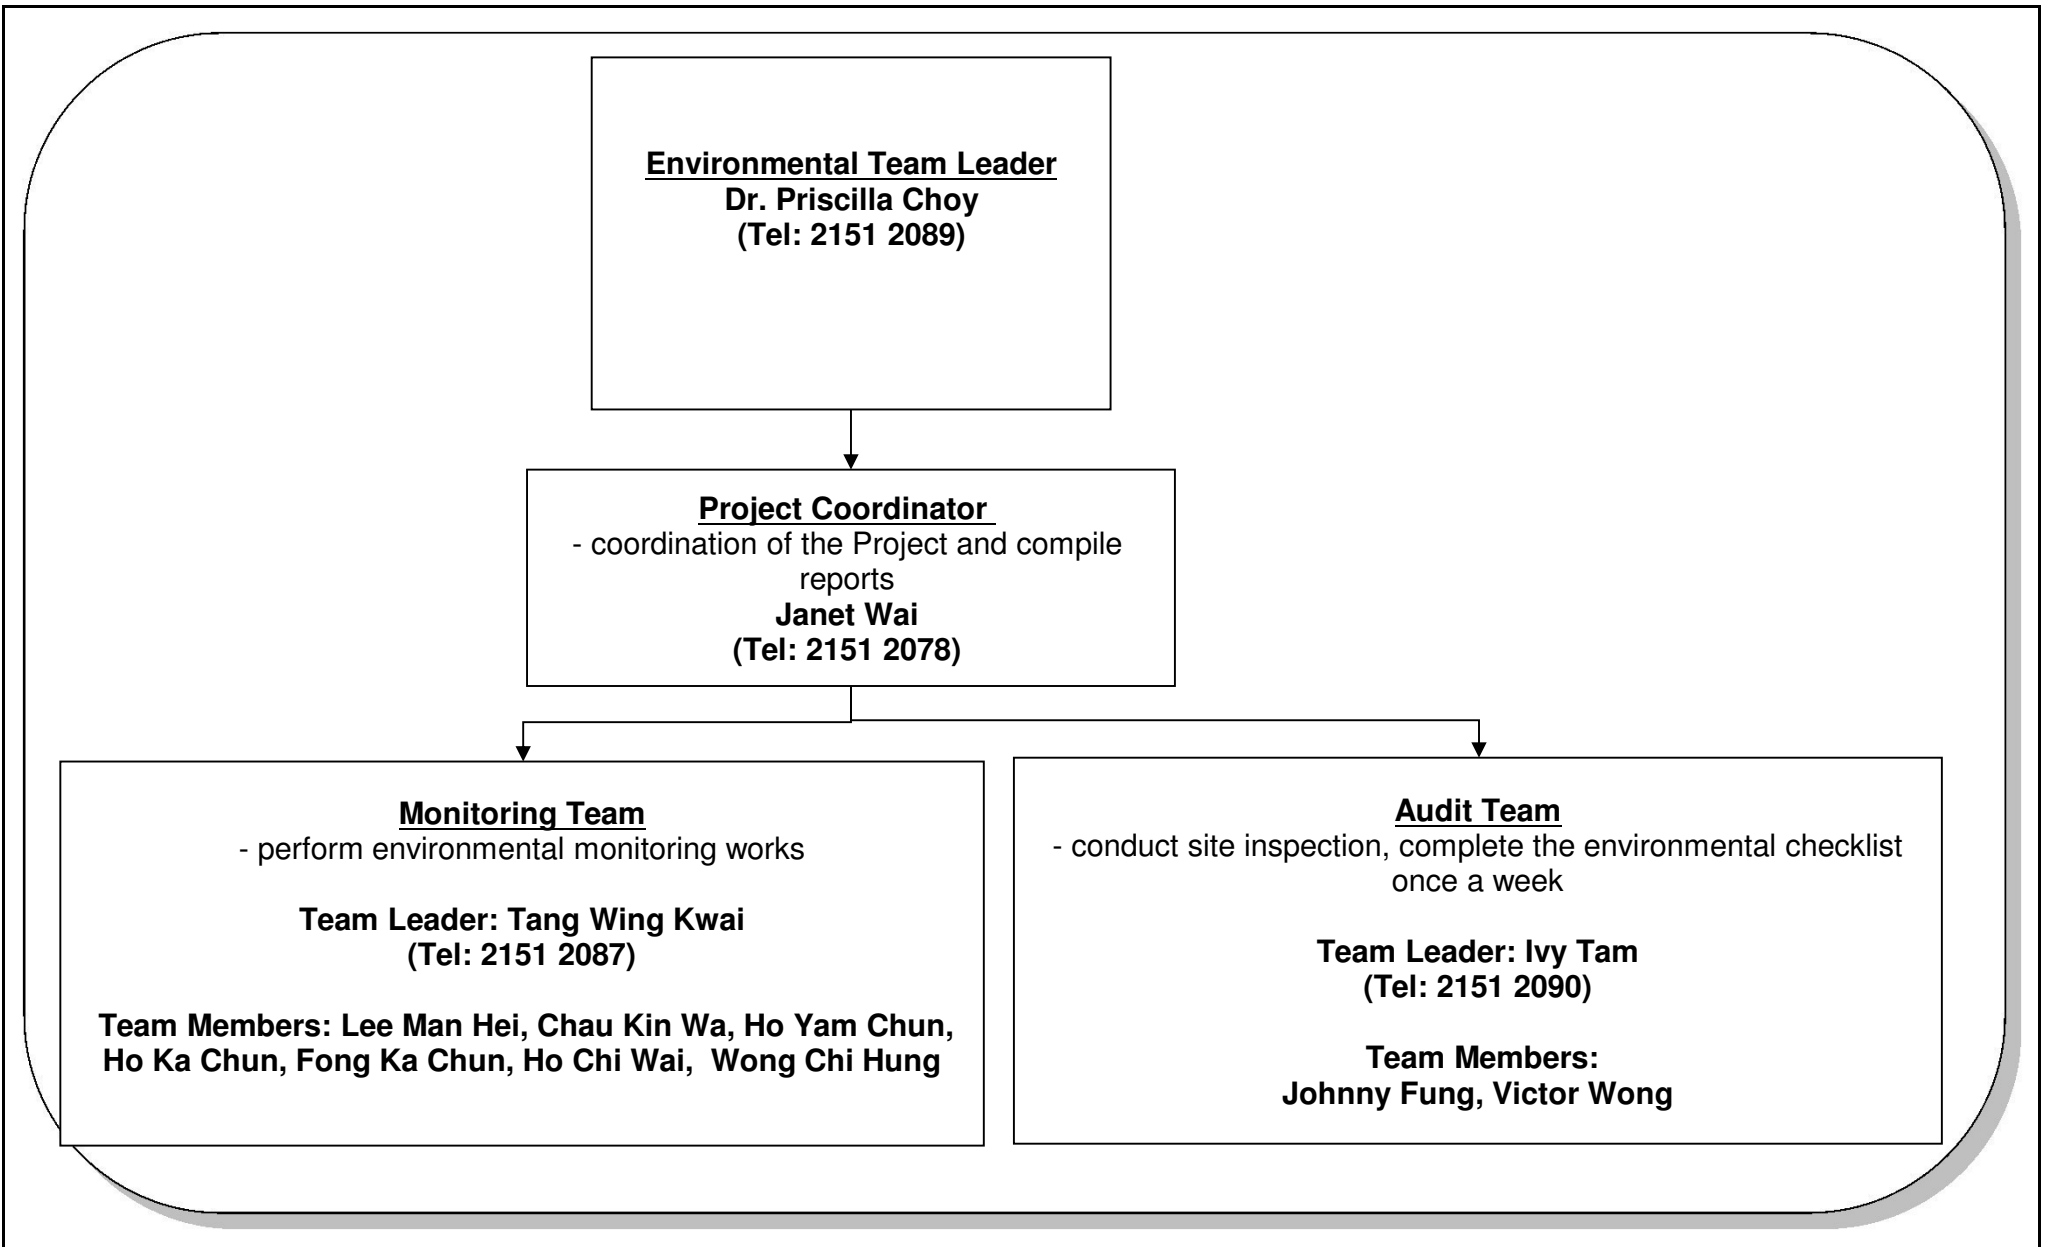 Environmental Team Leader
Dr. Priscilla Choy
(Tel: 2151 2089)
Project Coordinator
- coordination of the Project and compile
reports
Janet Wai
(Tel: 2151 2078)
Monitoring Team
- perform environmental monitoring works
Team Leader: Tang Wing Kwai
(Tel: 2151 2087)
Team Members: Lee Man Hei, Chau Kin Wa, Ho Yam Chun,
Ho Ka Chun, Fong Ka Chun, Ho Chi Wai,  Wong Chi Hung
Audit Team
- conduct site inspection, complete the environmental checklist
once a week
Team Leader: Ivy Tam
(Tel: 2151 2090)
Team Members:
Johnny Fung, Victor Wong